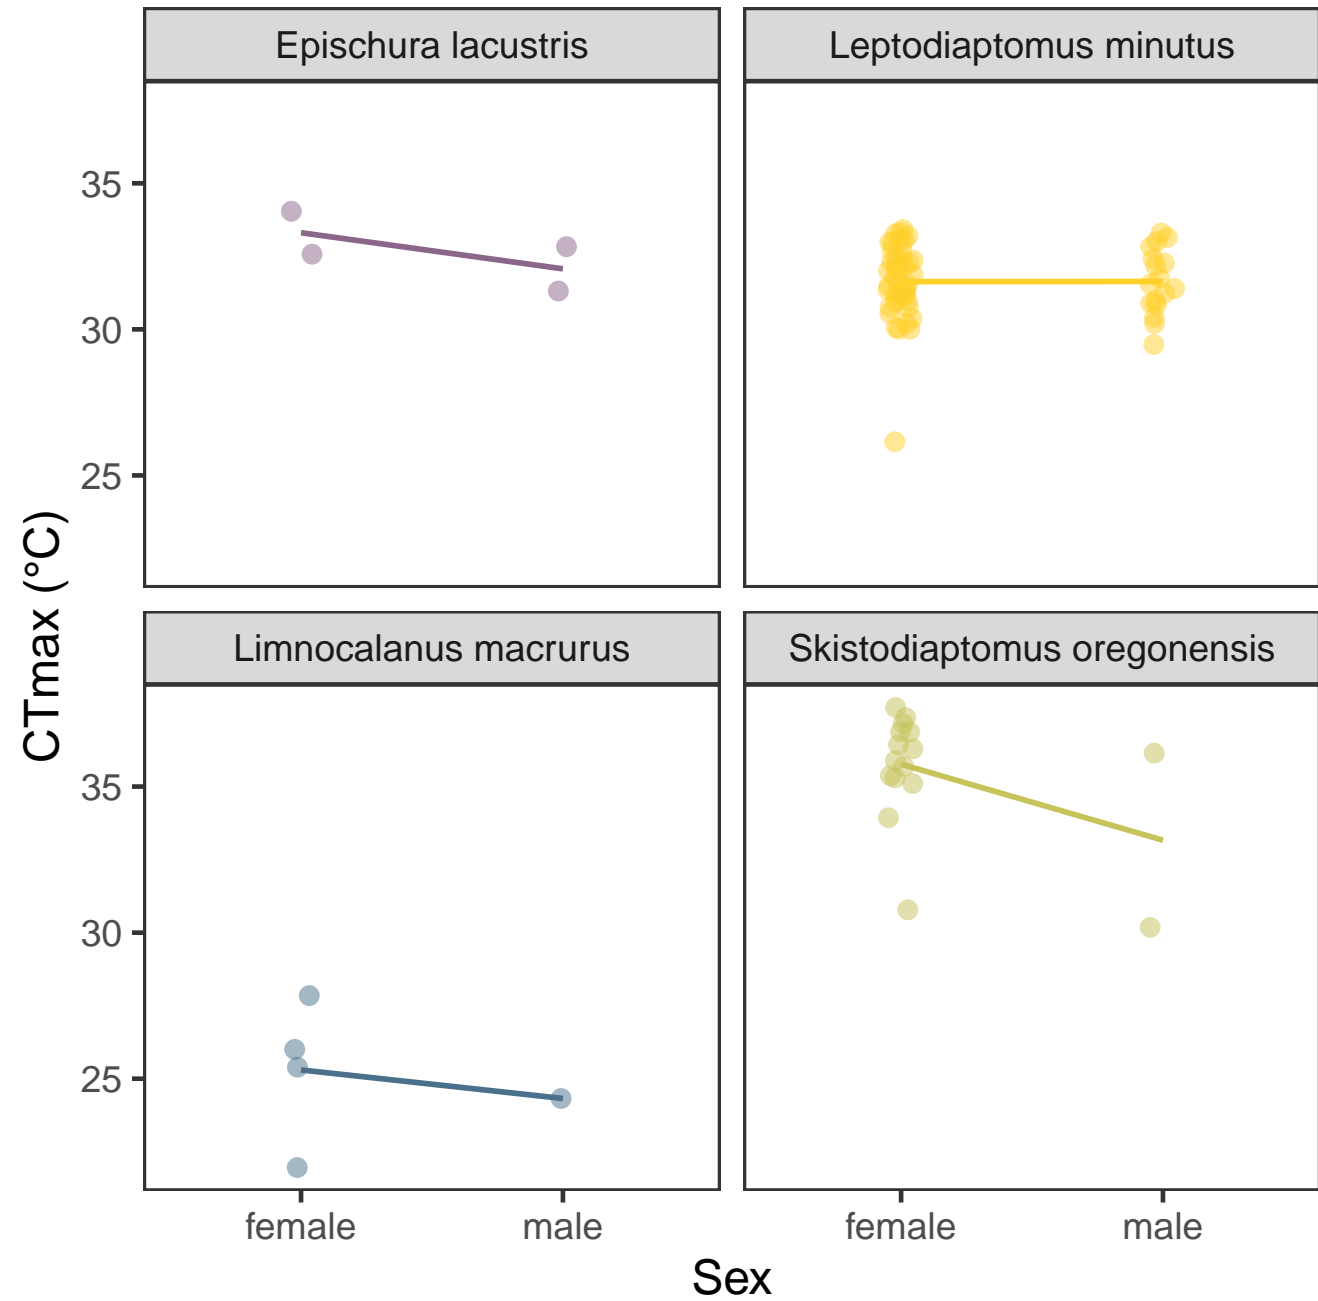 Epischura lacustris
Leptodiaptomus minutus
35
30
25
CTmax (°C)
Limnocalanus macrurus
Skistodiaptomus oregonensis
35
30
25
female
male
female
male
Sex